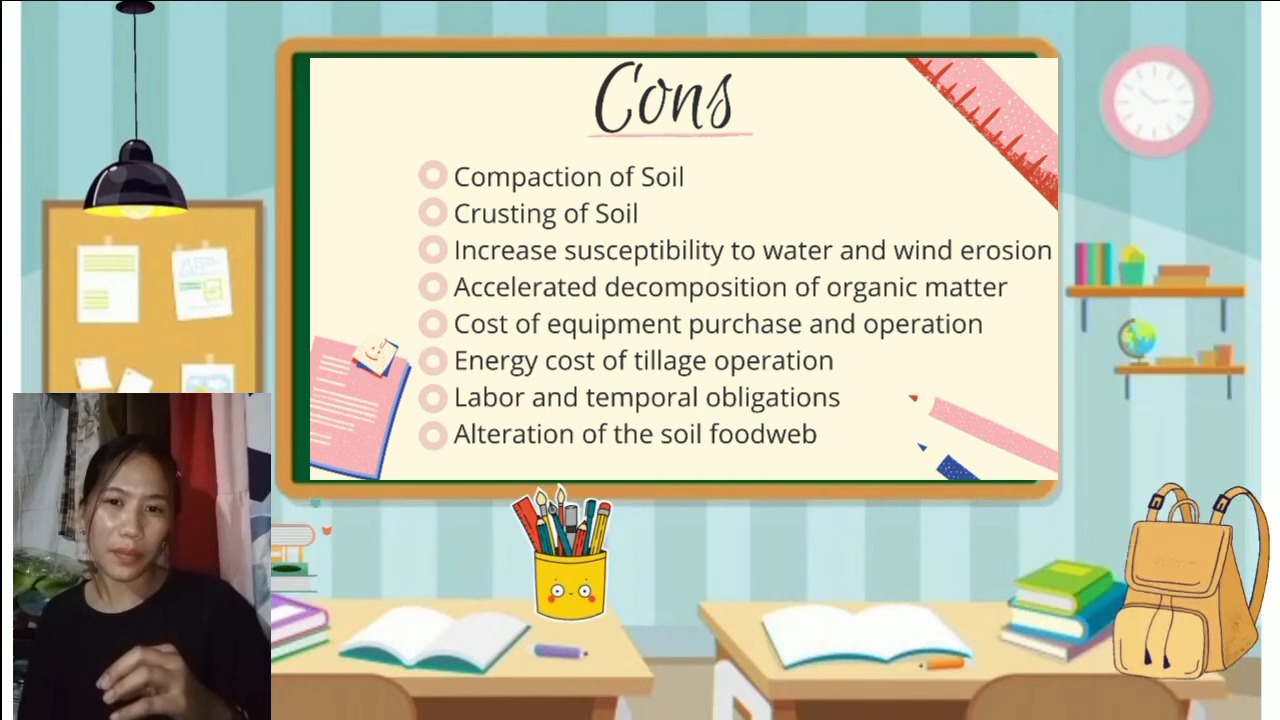 Cons
Compaction of Soil
Crusting of Soil
Increase susceptibility to water and wind erosion
Accelerated decomposition of organic matter
Cost of equipment purchase and operation
Energy cost of tillage operation
Labor and temporal obligations
Alteration of the soil foodweb